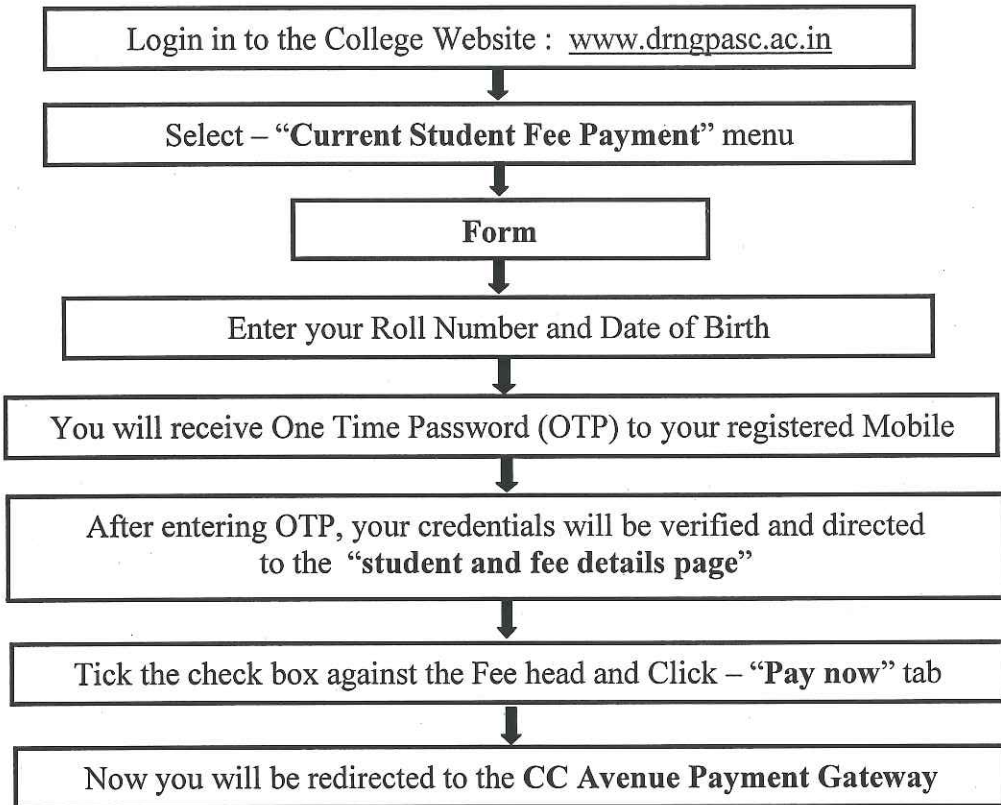 Login in to the College Website : www.drngpasc.ac.in
Select – “Current Student Fee Payment” menu
Form
Enter your Roll Number and Date of Birth
You will receive One Time Password (OTP) to your registered Mobile
After entering OTP, your credentials will be verified and directed
to the “student and fee details page”
Tick the check box against the Fee head and Click – “Pay now” tab
Now you will be redirected to the CC Avenue Payment Gateway